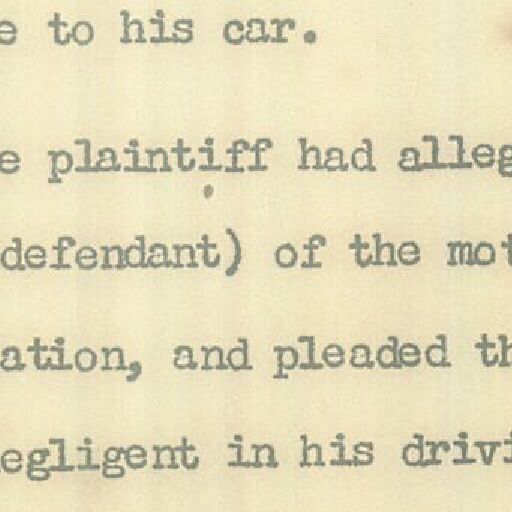 e to his car.
e plaintiff had alleg
defendant) of the mot
ation, and pleaded th
egligent in his drivi